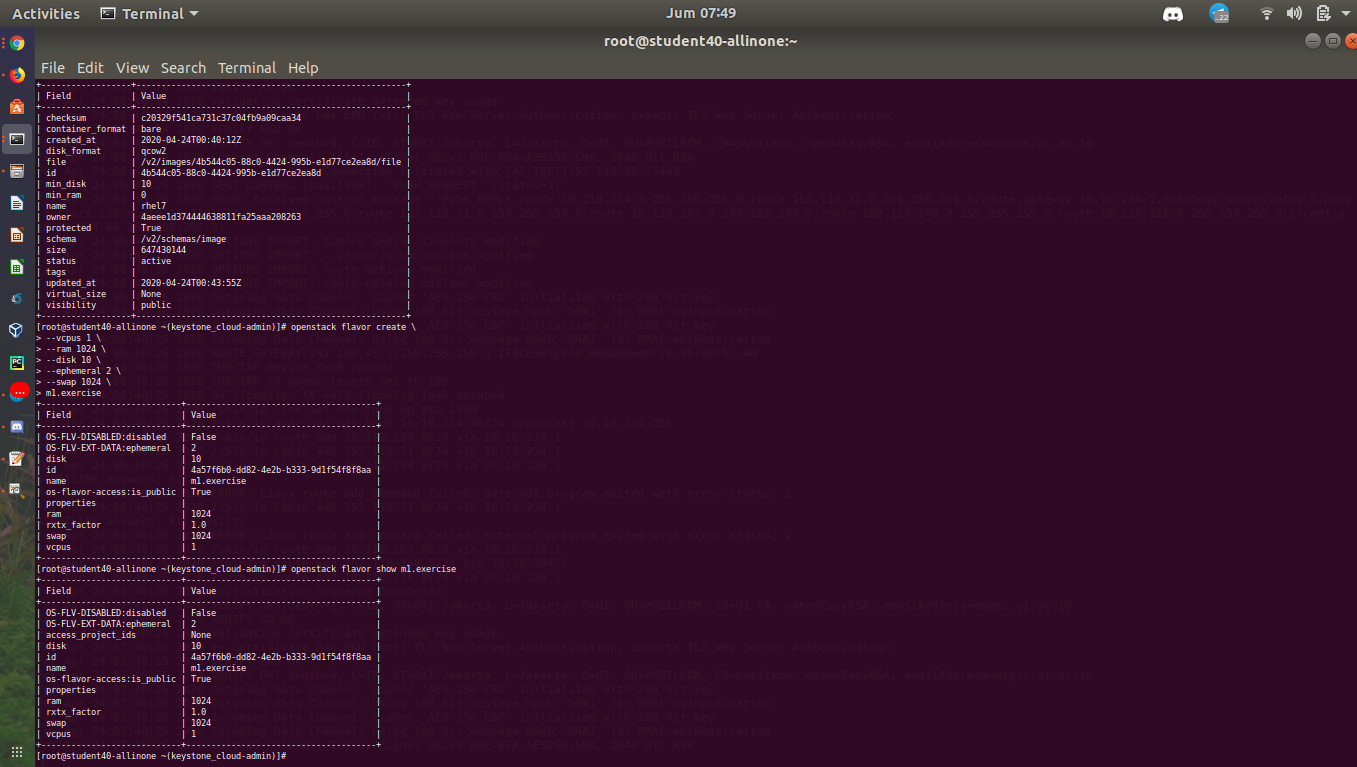 Activities Terminal Jum 07:49
root@student40-allinone:~
File Edit View Search Terminal Help
+-----------------+------------------------------------------------------+
| Field | Value |
+-----------------+------------------------------------------------------+
| checksum | c20329f541ca731c37c04fb9a09caa34 |
| container_format | bare |
| created_at | 2020-04-24T00:40:12Z |
| disk_format | qcow2 |
| file | /v2/images/4b544c05-88c0-4424-995b-e1d77ce2ea8d/file |
| id | 4b544c05-88c0-4424-995b-e1d77ce2ea8d |
| min_disk | 10 |
| min_ram | 0 |
| name | rhel7 |
| owner | 4aeee1d374444638811fa25aaa208263 |
| protected | True |
| schema | /v2/schemas/image |
| size | 647430144 |
| status | active |
| tags | |
| updated_at | 2020-04-24T00:43:55Z |
| virtual_size | None |
| visibility | public |
+-----------------+------------------------------------------------------+
[root@student40-allinone ~(keystone_cloud-admin)]# openstack flavor create \
> --vcpus 1 \
> --ram 1024 \
> --disk 10 \
> --ephemeral 2 \
> --swap 1024 \
> m1.exercise
+----------------------------+--------------------------------------+
| Field | Value |
+----------------------------+--------------------------------------+
| OS-FLV-DISABLED:disabled | False |
| OS-FLV-EXT-DATA:ephemeral | 2 |
| disk | 10 |
| id | 4a57f6b0-dd82-4e2b-b333-9d1f54f8f8aa |
| name | m1.exercise |
| os-flavor-access:is_public | True |
| properties | |
| ram | 1024 |
| rxtx_factor | 1.0 |
| swap | 1024 |
| vcpus | 1 |
+----------------------------+--------------------------------------+
[root@student40-allinone ~(keystone_cloud-admin)]# openstack flavor show m1.exercise
+----------------------------+--------------------------------------+
| Field | Value |
+----------------------------+--------------------------------------+
| OS-FLV-DISABLED:disabled | False |
| OS-FLV-EXT-DATA:ephemeral | 2 |
| access_project_ids | None |
| disk | 10 |
| id | 4a57f6b0-dd82-4e2b-b333-9d1f54f8f8aa |
| name | m1.exercise |
| os-flavor-access:is_public | True |
| properties | |
| ram | 1024 |
| rxtx_factor | 1.0 |
| swap | 1024 |
| vcpus | 1 |
+----------------------------+--------------------------------------+
[root@student40-allinone ~(keystone_cloud-admin)]#